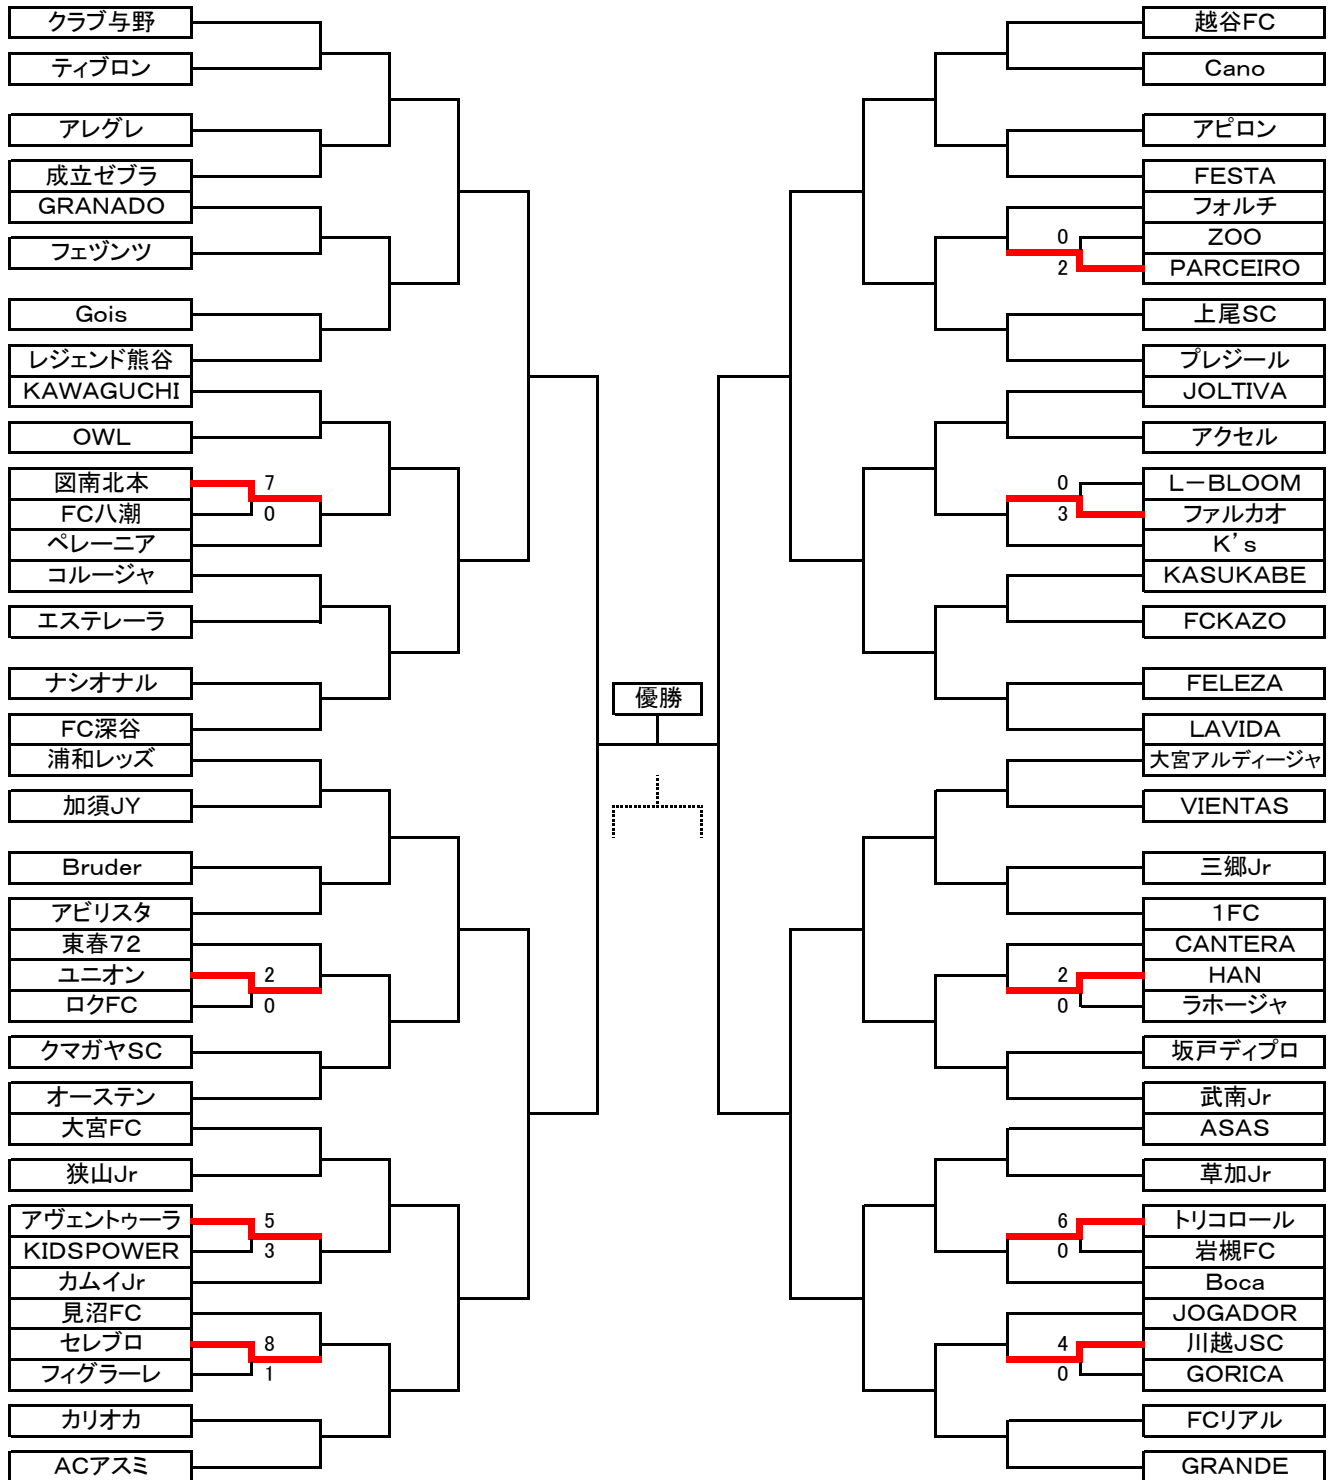 クラブ与野
ティブロン
アレグレ
成立ゼブラ
GRANADO
フェヅンツ
Gois
レジェンド熊谷
KAWAGUCHI
OWL
図南北本
7
FC八潮
0
ペレーニア
コルージャ
エステレーラ
ナシオナル
FC深谷
浦和レッズ
加須JY
Bruder
アビリスタ
東春72
ユニオン
2
ロクFC
0
クマガヤSC
オーステン
大宮FC
狭山Jr
アヴェントゥーラ
5
KIDSPOWER
3
カムイJr
見沼FC
セレブロ
8
フィグラーレ
1
カリオカ
ACアスミ
優勝
越谷FC
Cano
アピロン
FESTA
フォルチ
0
ZOO
2
PARCEIRO
上尾SC
プレジール
JOLTIVA
アクセル
0
L－BLOOM
3
ファルカオ
K's
KASUKABE
FCKAZO
FELEZA
LAVIDA
大宮アルディージャ
VIENTAS
三郷Jr
1FC
CANTERA
2
HAN
0
ラホージャ
坂戸ディプロ
武南Jr
ASAS
草加Jr
6
トリコロール
0
岩槻FC
Boca
JOGADOR
4
川越JSC
0
GORICA
FCリアル
GRANDE